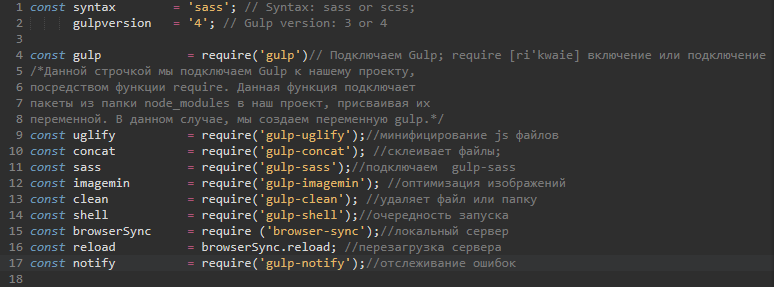 1 const syntax = 'sass'; // Syntax: sass or scss;
2 gulpversion = '4'; // Gulp version: 3 or 4
3
4 const gulp = require('gulp')// Подключаем Gulp; require [ri'kwaie] включение или подключение
5 /*Данной строчкой мы подключаем Gulp к нашему проекту,
6 посредством функции require. Данная функция подключает
7 пакеты из папки node_modules в наш проект, присваивая их
8 переменной. В данном случае, мы создаем переменную gulp.*/
9 const uglify = require('gulp-uglify');//минифицирование js файлов
10 const concat = require('gulp-concat'); //склеивает файлы;
11 const sass = require('gulp-sass');//подключаем gulp-sass
12 const imagemin = require('gulp-imagemin'); //оптимизация изображений
13 const clean = require('gulp-clean'); //удаляет файл или папку
14 const shell = require('gulp-shell');//очередность запуска
15 const browserSync = require ('browser-sync');//локальный сервер
16 const reload = browserSync.reload; //перезагрузка сервера
17 const notify = require('gulp-notify');//отслеживание ошибок
18